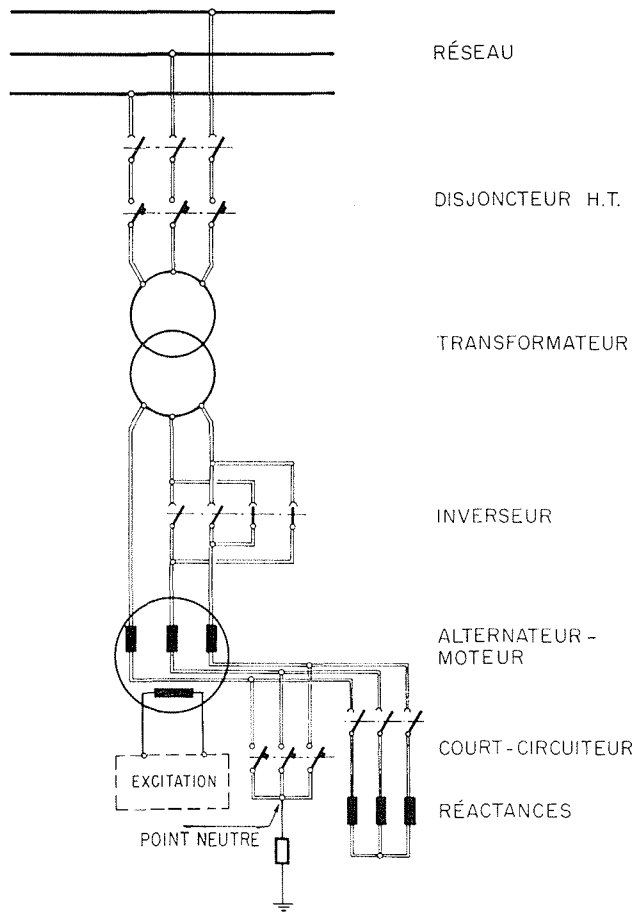 RÉSEAU
DISJONCTEUR H.T.
TRANSFORMATEUR
INVERSEUR
ALTERNATEUR-
MOTEUR
COURT-CIRCUITEUR
EXCITATION
RÉACTANCES
POINT NEUTRE